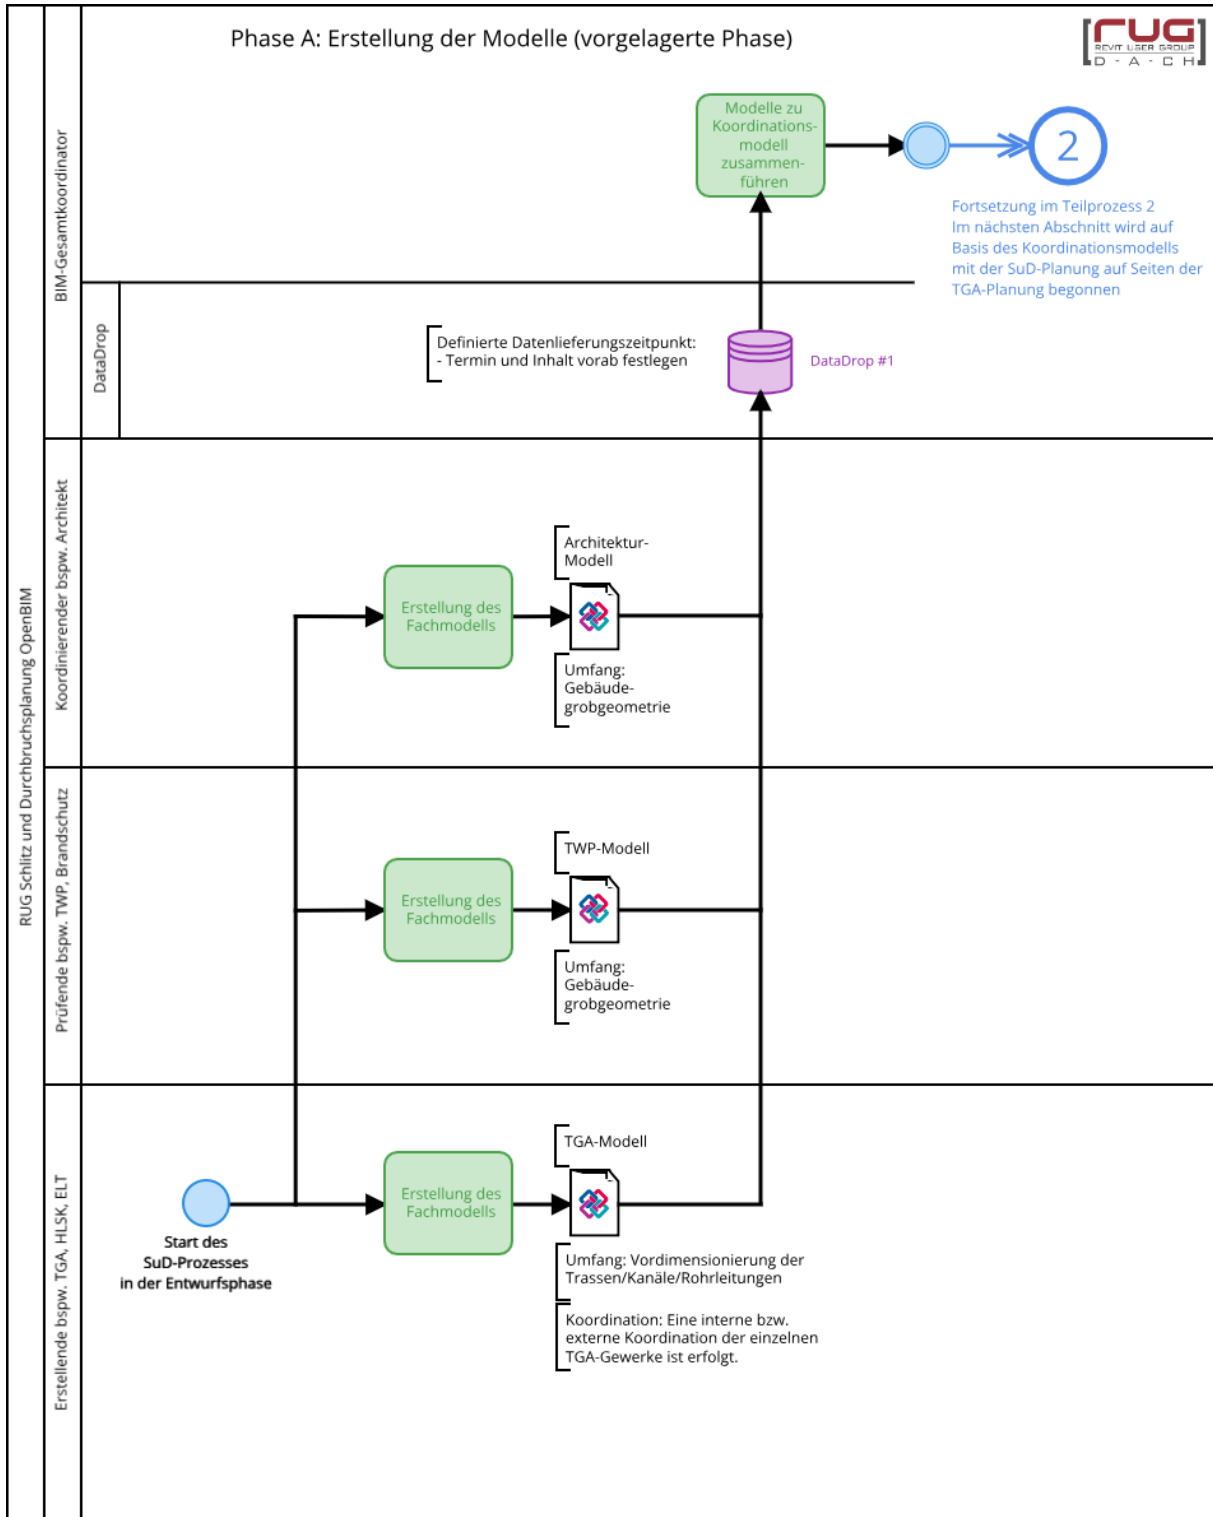 Phase A: Erstellung der Modelle (vorgelagerte Phase)
RUG
REVIT USER GROUP
D - A - C H
RUG Schlitz und Durchbruchsplanung OpenBIM
BIM-Gesamtkoordinator
Modelle zu
Koordinations-
modell
zusammen-
führen
2
Fortsetzung im Teilprozess 2
Im nächsten Abschnitt wird auf
Basis des Koordinationsmodells
mit der SuD-Planung auf Seiten der
TGA-Planung begonnen
DataDrop
Definierte Datenlieferungszeitpunkt:
- Termin und Inhalt vorab festlegen
DataDrop #1
Koordinierender bspw. Architekt
Erstellung des
Fachmodells
Architektur-
Modell
Umfang:
Gebäude-
grobgeometrie
Prüfende bspw. TWP, Brandschutz
Erstellung des
Fachmodells
TWP-Modell
Umfang:
Gebäude-
grobgeometrie
Erstellende bspw. TGA, HLSK, ELT
Start des
SuD-Prozesses
in der Entwurfsphase
Erstellung des
Fachmodells
TGA-Modell
Umfang: Vordimensionierung der
Trassen/Kanäle/Rohrleitungen
Koordination: Eine interne bzw.
externe Koordination der einzelnen
TGA-Gewerke ist erfolgt.